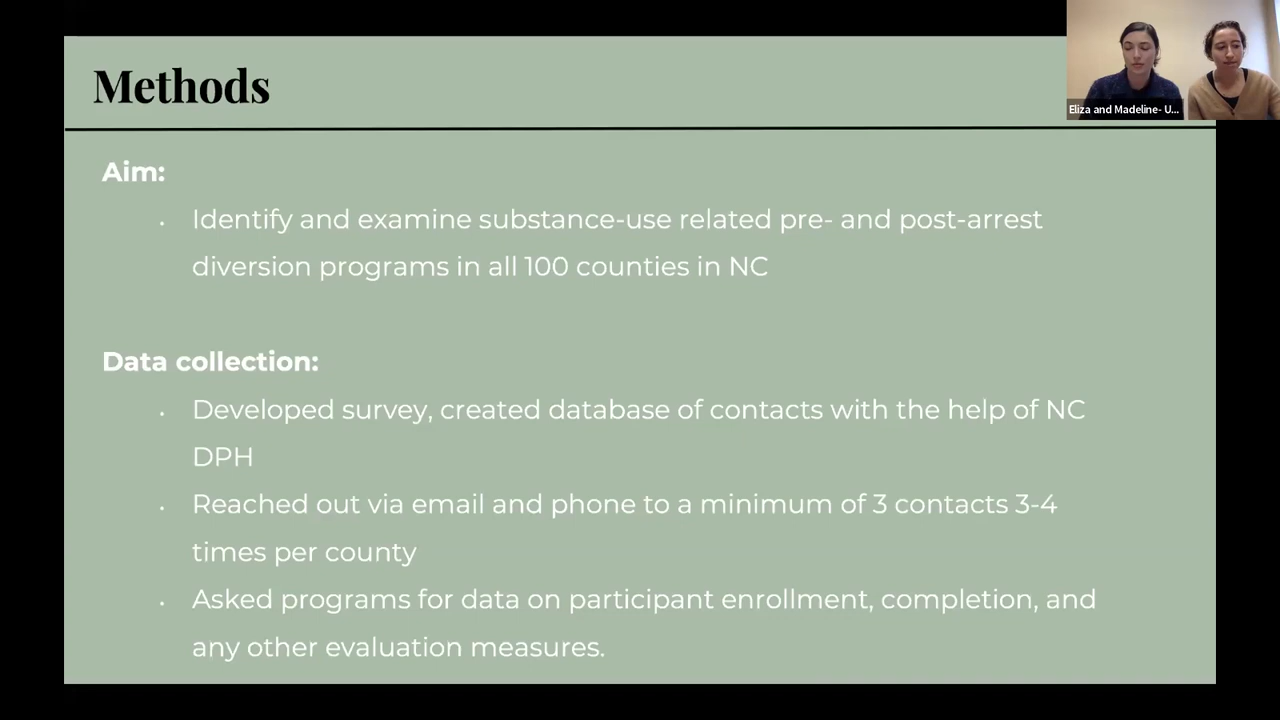 Methods
Eliza and Madeline- U...
Aim:
· Identify and examine substance-use related pre- and post-arrest
diversion programs in all 100 counties in NC
Data collection:
· Developed survey, created database of contacts with the help of NC
DPH
· Reached out via email and phone to a minimum of 3 contacts 3-4
times per county
· Asked programs for data on participant enrollment, completion, and
any other evaluation measures.